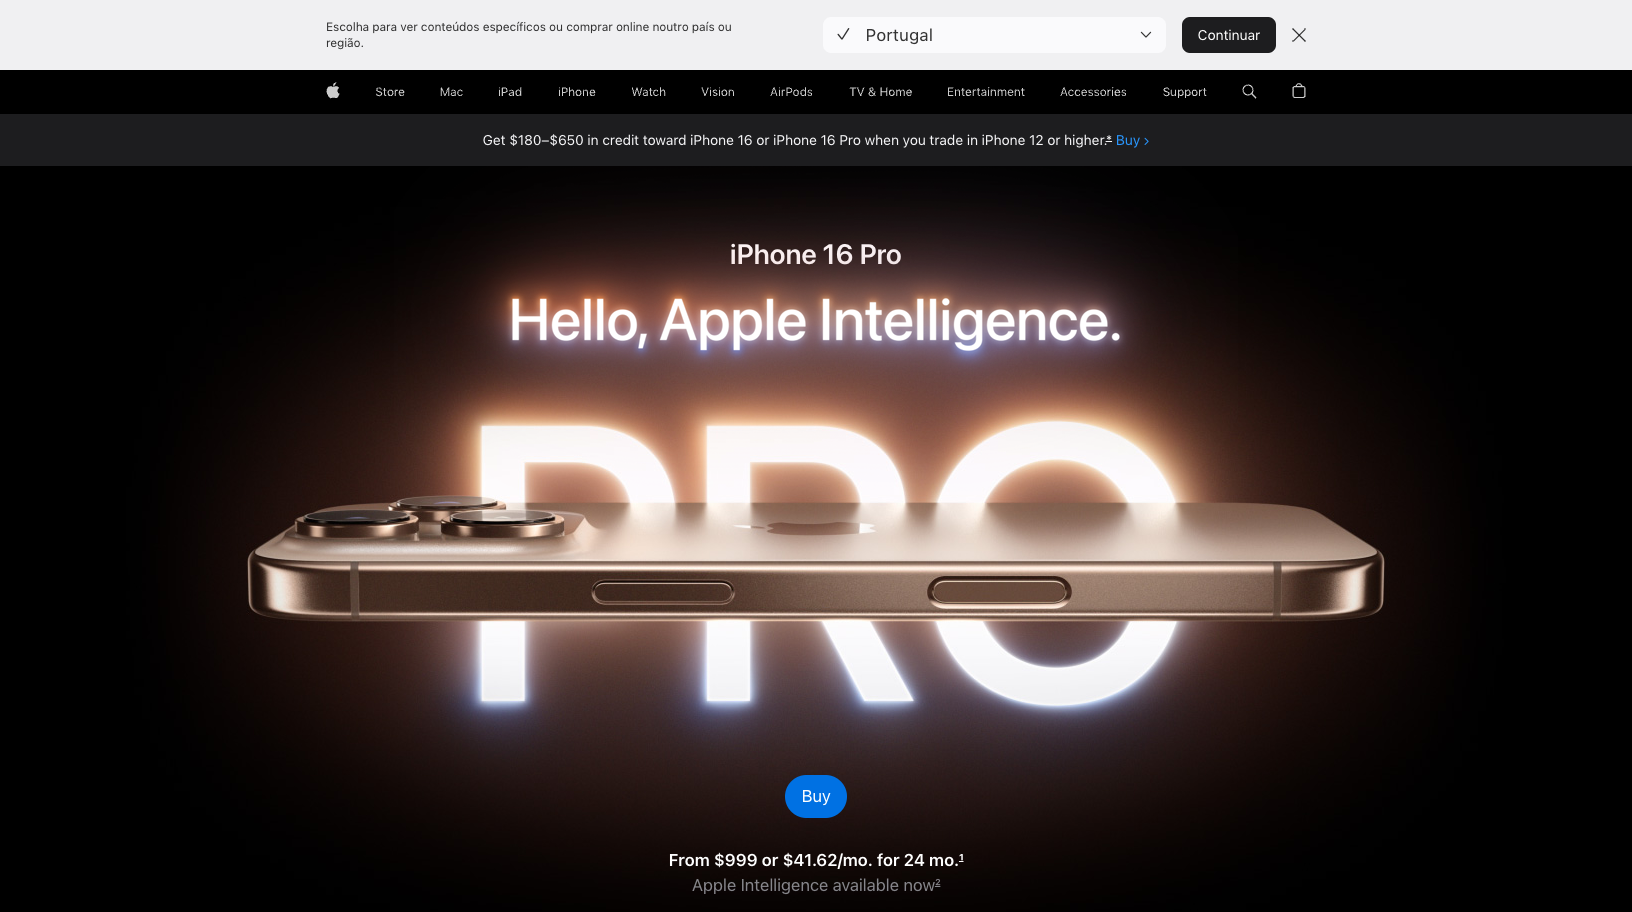 Escolha para ver conteúdos específicos ou comprar online noutro país ou
região.
Portugal
Continuar
Store Mac iPad iPhone Watch Vision AirPods TV & Home Entertainment Accessories Support
Get $180–$650 in credit toward iPhone 16 or iPhone 16 Pro when you trade in iPhone 12 or higher.* Buy >
iPhone 16 Pro
Hello, Apple Intelligence.
PRO
Buy
From $999 or $41.62/mo. for 24 mo.1
Apple Intelligence available now2